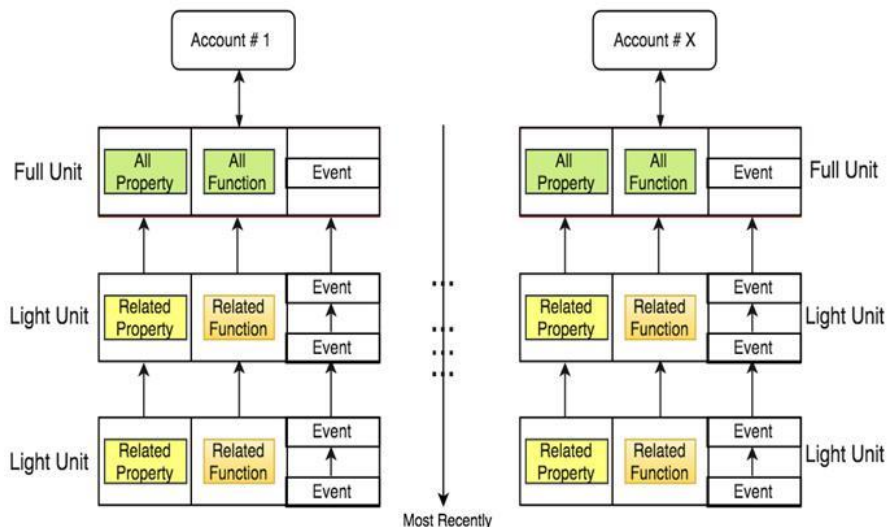 Account # 1
Account # X
Full Unit
All
Property
All
Function
Event
All
Property
All
Function
Event
Full Unit
Light Unit
Related
Property
Related
Function
Event
Event
...
...
...
...
Related
Property
Related
Function
Event
Event
Light Unit
Light Unit
Related
Property
Related
Function
Event
Event
Related
Property
Related
Function
Event
Event
Light Unit
Most Recently